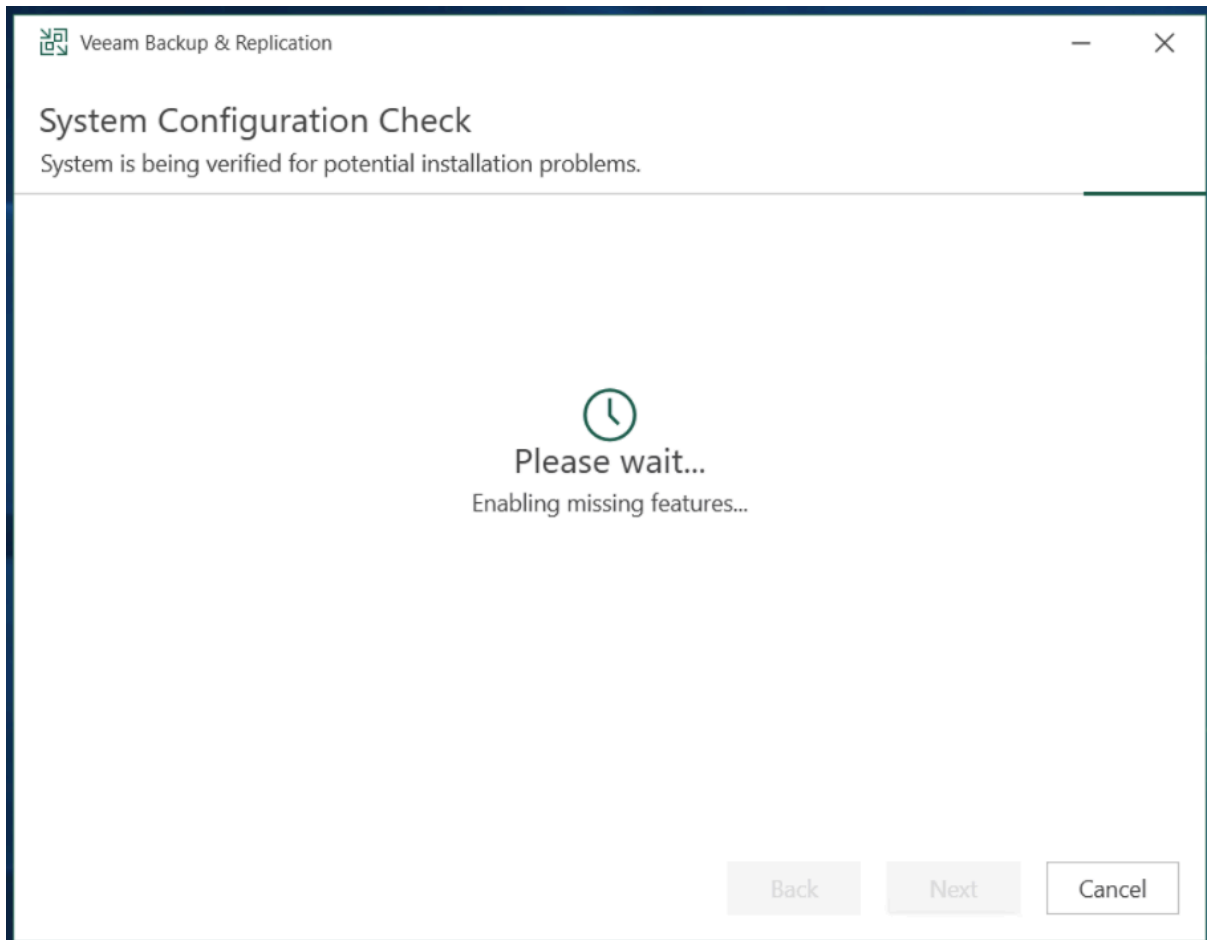 Veeam Backup & Replication
System Configuration Check
System is being verified for potential installation problems.
Please wait...
Enabling missing features...
Back
Next
Cancel